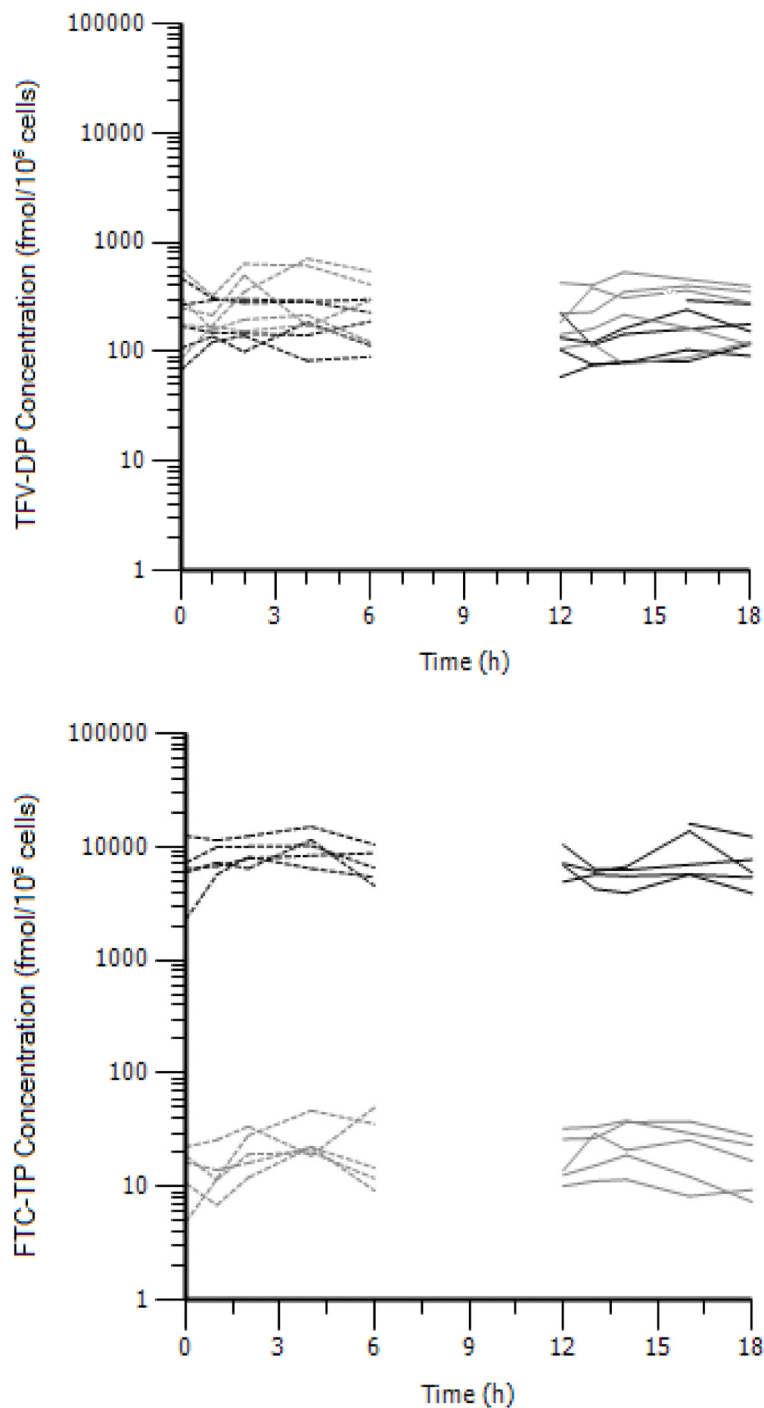 TFV-DP Concentration (fmol/10⁶ cells)
100000
10000
1000
100
10
1
0 3 6 9 12 15 18
Time (h)
FTC-TP Concentration (fmol/10⁶ cells)
100000
10000
1000
100
10
1
0 3 6 9 12 15 18
Time (h)